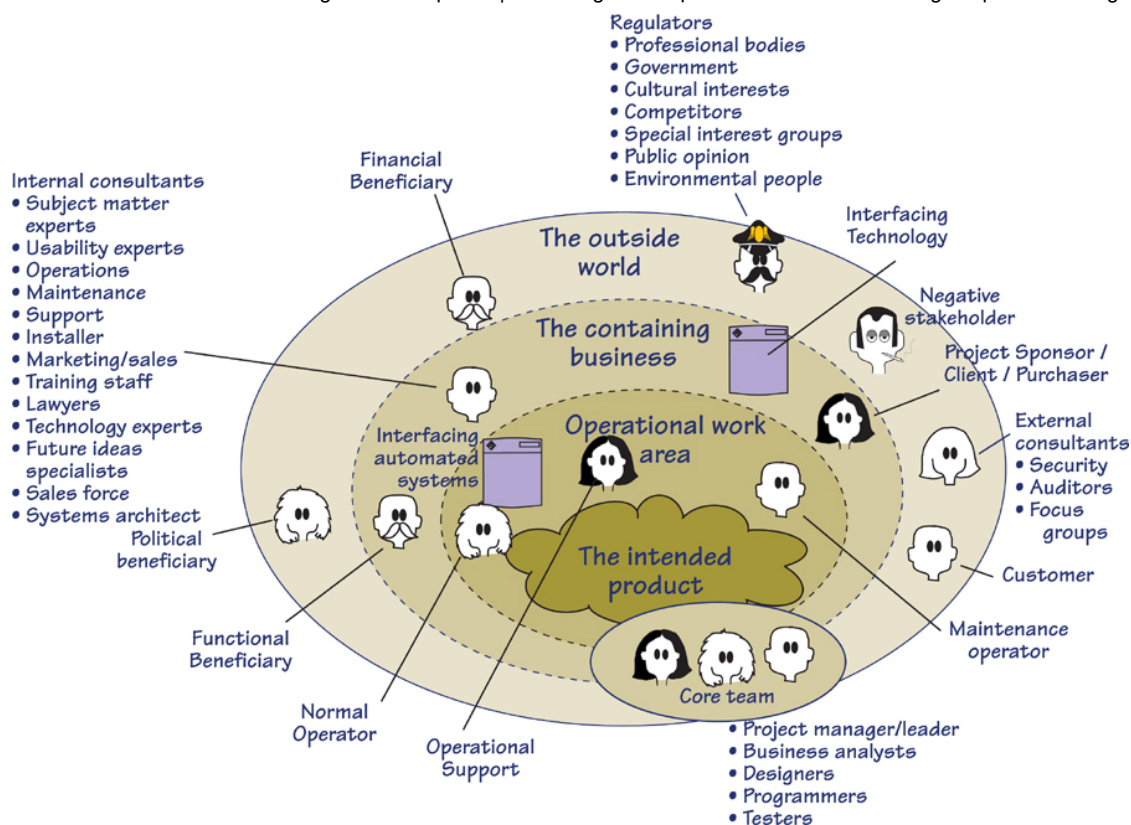 Regulators
• Professional bodies
• Government
• Cultural interests
• Competitors
• Special interest groups
• Public opinion
• Environmental people
Financial
Beneficiary
Internal consultants
• Subject matter
experts
• Usability experts
• Operations
• Maintenance
• Support
• Installer
• Marketing/sales
• Training staff
• Lawyers
• Technology experts
• Future ideas
specialists
• Sales force
• Systems architect
Interfacing
Technology
The outside
world
Negative
stakeholder
The containing
business
Project Sponsor /
Client / Purchaser
Operational work
area
Interfacing
automated
systems
External
consultants
• Security
• Auditors
• Focus
groups
Political
beneficiary
The intended
product
Customer
Functional
Beneficiary
Maintenance
operator
Normal
Operator
Operational
Support
Core team
• Project manager/leader
• Business analysts
• Designers
• Programmers
• Testers